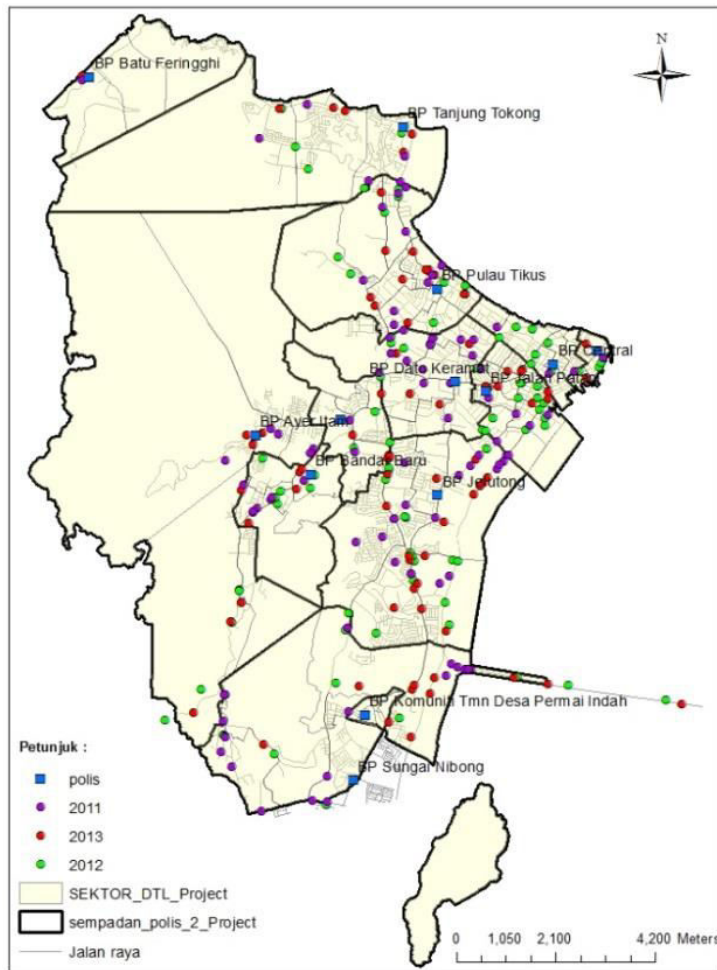 BP Batu Feringghi
N
BP Tanjung Tokong
BP Pulau Tikus
BP Central
BP Dato Keramat
BP Jalan Patani
BP Ayer Itam
BP Bandar Baru
BP Jelutong
BP Komuniti Tmn Desa Permai Indah
BP Sungai Nibong
Petunjuk :
polis
2011
2013
2012
SEKTOR_DTL_Project
sempadan_polis_2_Project
Jalan raya
0 1,050 2,100 4,200 Meters